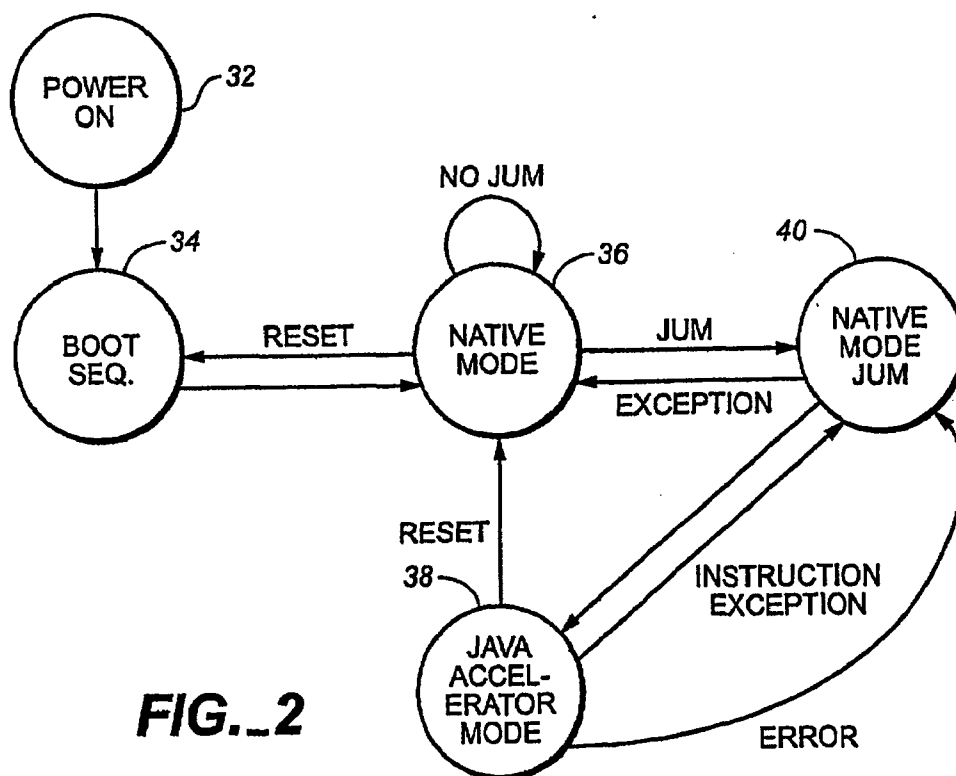 POWER
ON
32
34
BOOT
SEQ.
RESET
NO JUM
36
NATIVE
MODE
JUM
EXCEPTION
40
NATIVE
MODE
JUM
RESET
38
JAVA
ACCEL-
ERATOR
MODE
INSTRUCTION
EXCEPTION
ERROR
FIG._2